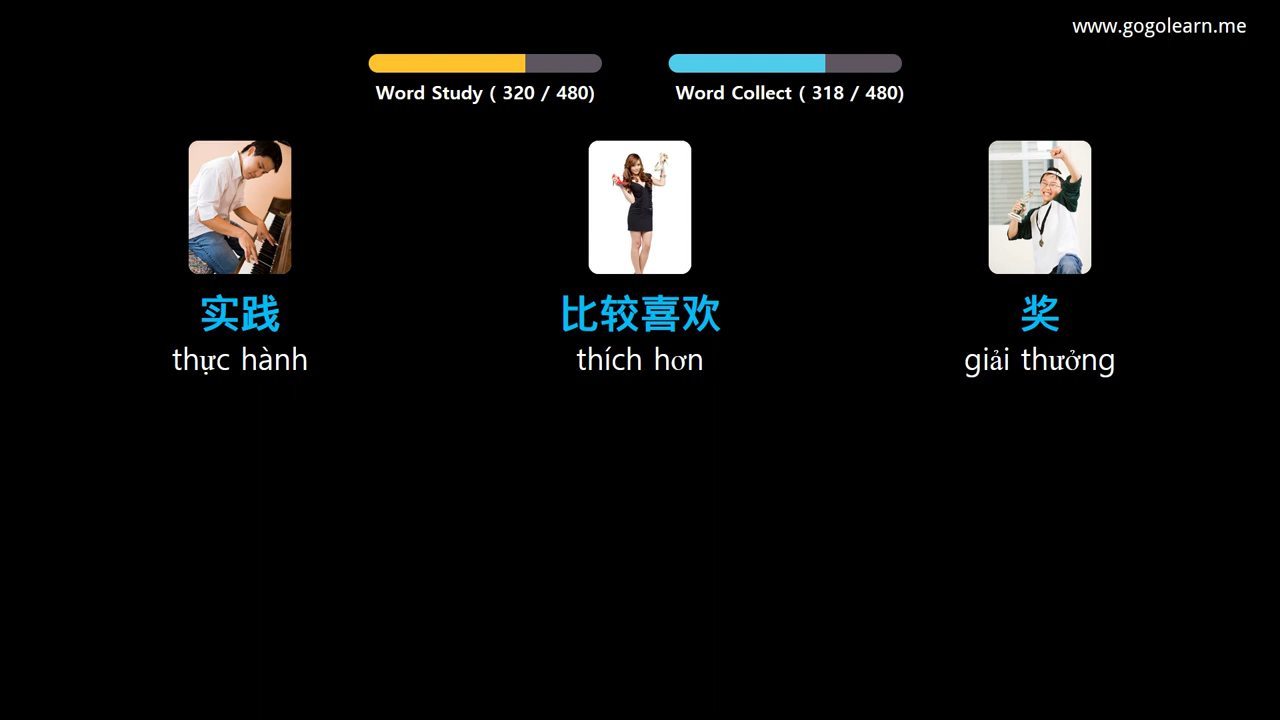 www.gogolearn.me
Word Study ( 320 / 480)
Word Collect ( 318 / 480)
实践
比较喜欢
奖
thực hành
thích hơn
giải thưởng